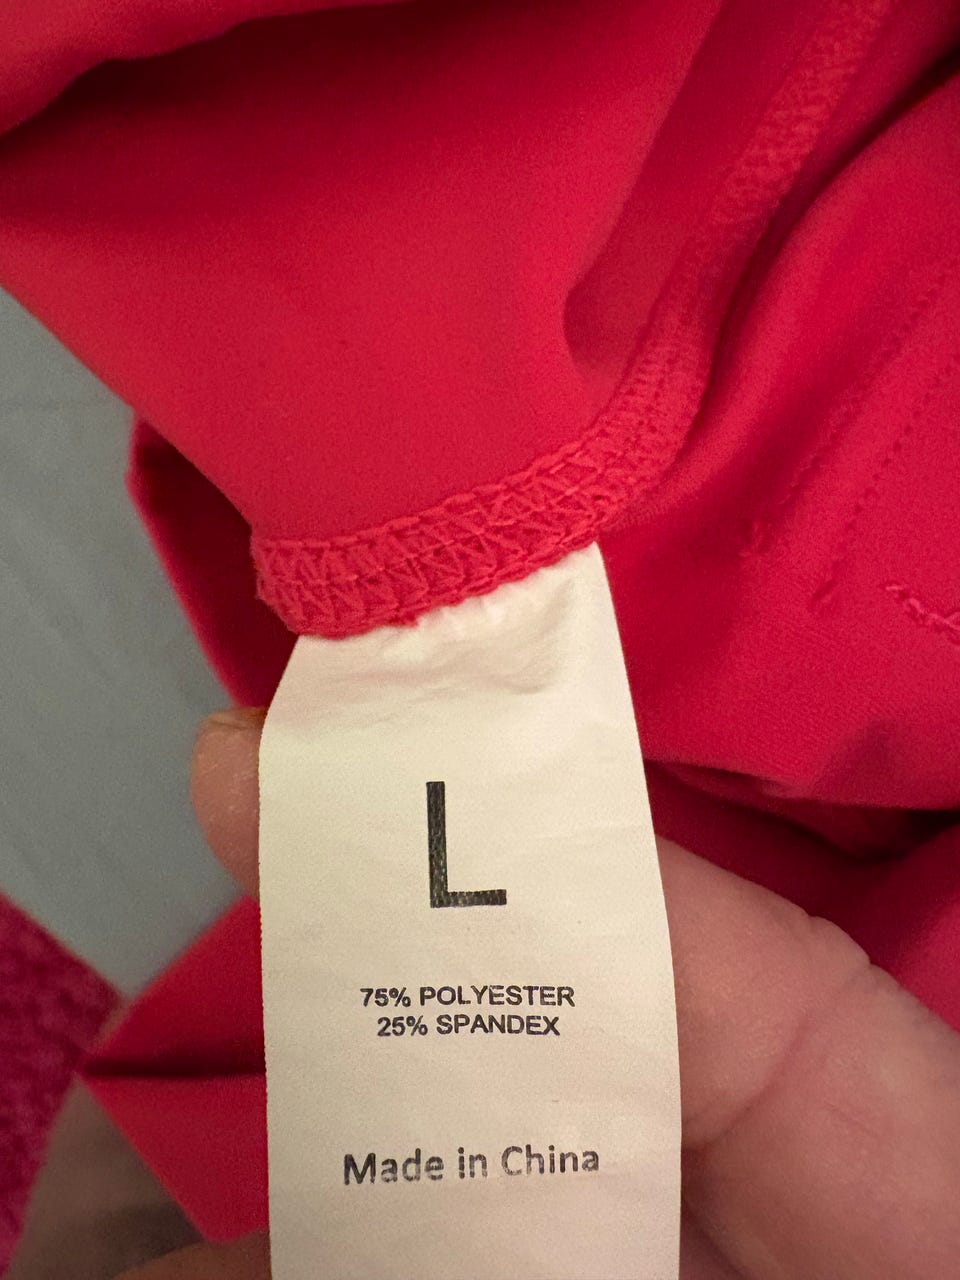 L
75% POLYESTER
25% SPANDEX
Made in China